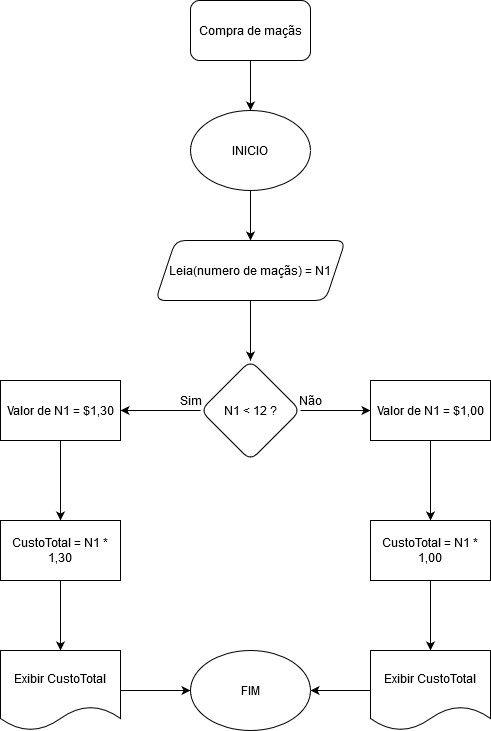 Compra de maçãs
INICIO
Leia(numero de maçãs) = N1
Sim
N1 < 12 ?
Não
Valor de N1 = $1,30
Valor de N1 = $1,00
CustoTotal = N1 *
1,30
CustoTotal = N1 *
1,00
Exibir CustoTotal
FIM
Exibir CustoTotal